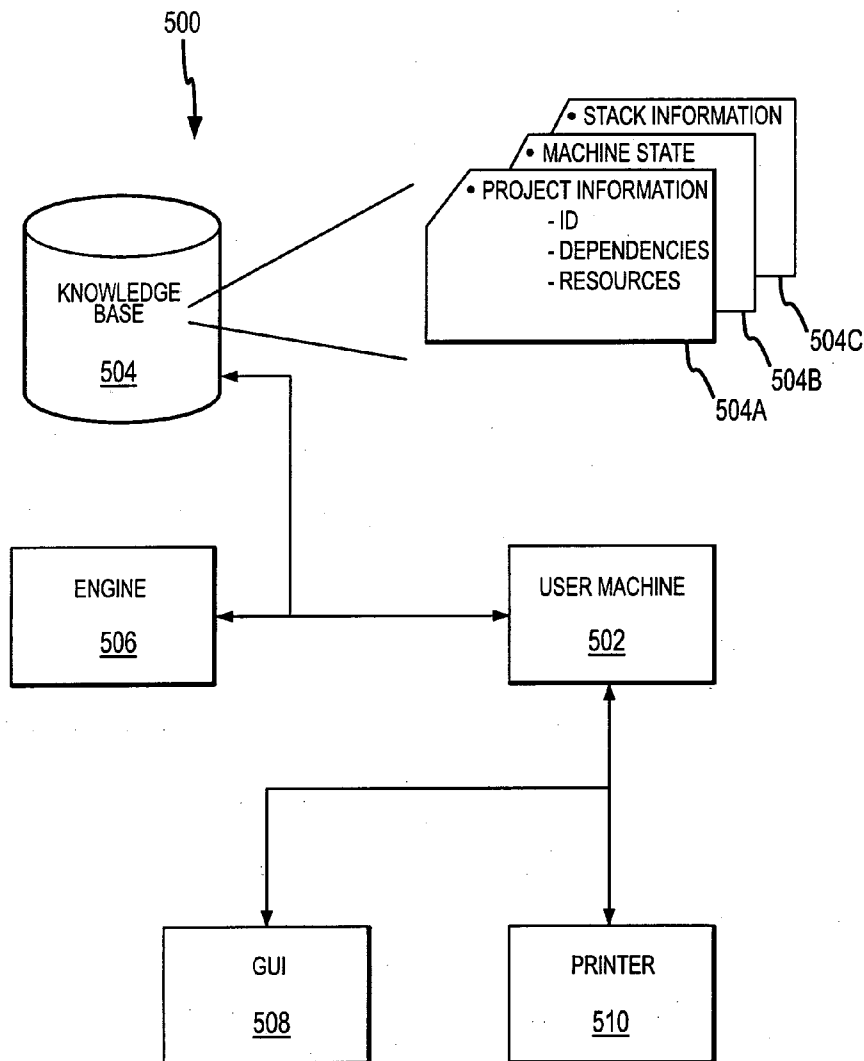 500
• STACK INFORMATION
• MACHINE STATE
• PROJECT INFORMATION
- ID
- DEPENDENCIES
- RESOURCES
KNOWLEDGE
BASE
504
504C
504B
504A
ENGINE
506
USER MACHINE
502
GUI
508
PRINTER
510